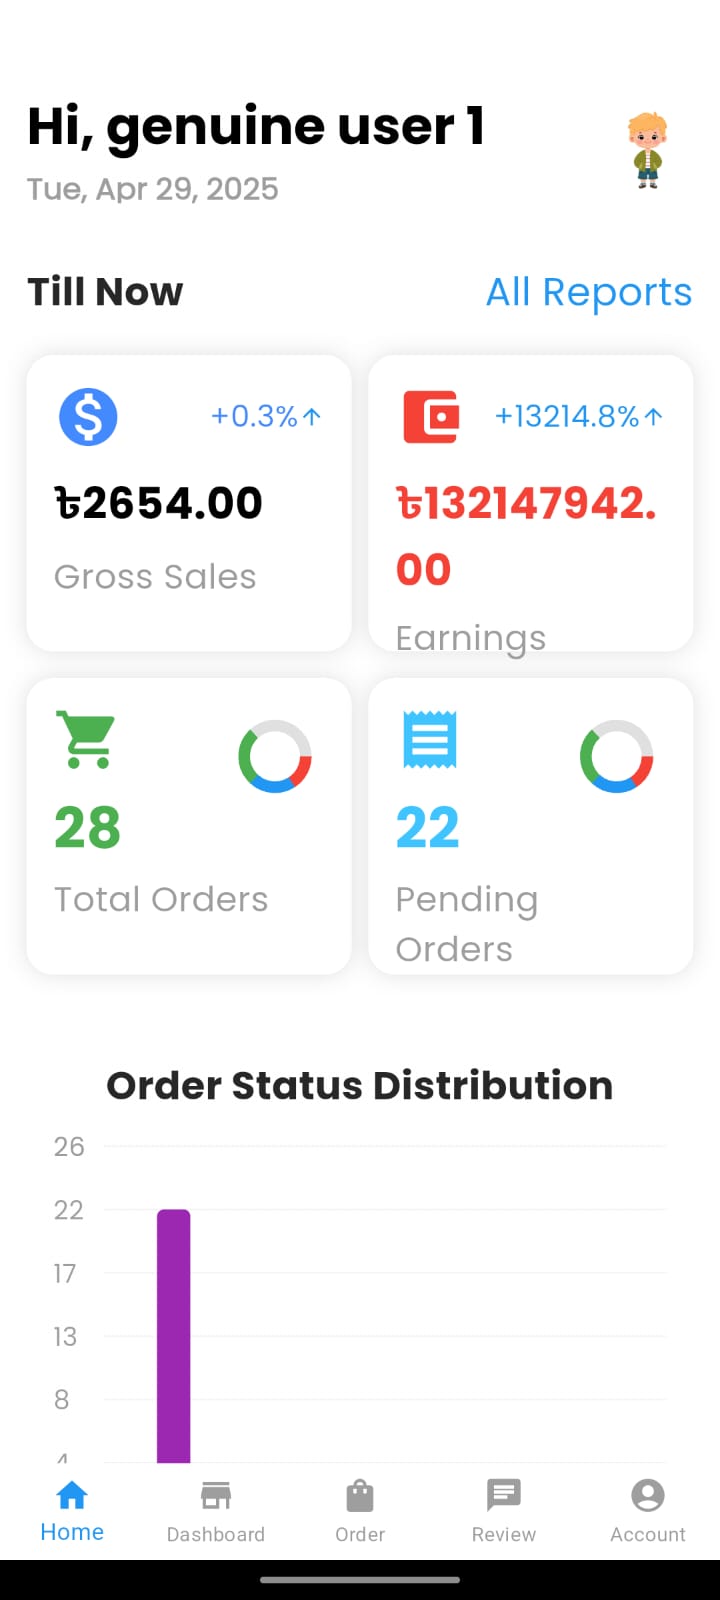 Hi, genuine user 1
Tue, Apr 29, 2025
Till Now
All Reports
+0.3%↑
৳2654.00
Gross Sales
+13214.8%↑
৳132147942.
00
Earnings
28
Total Orders
22
Pending
Orders
Order Status Distribution
26
22
17
13
8
4
Home
Dashboard
Order
Review
Account